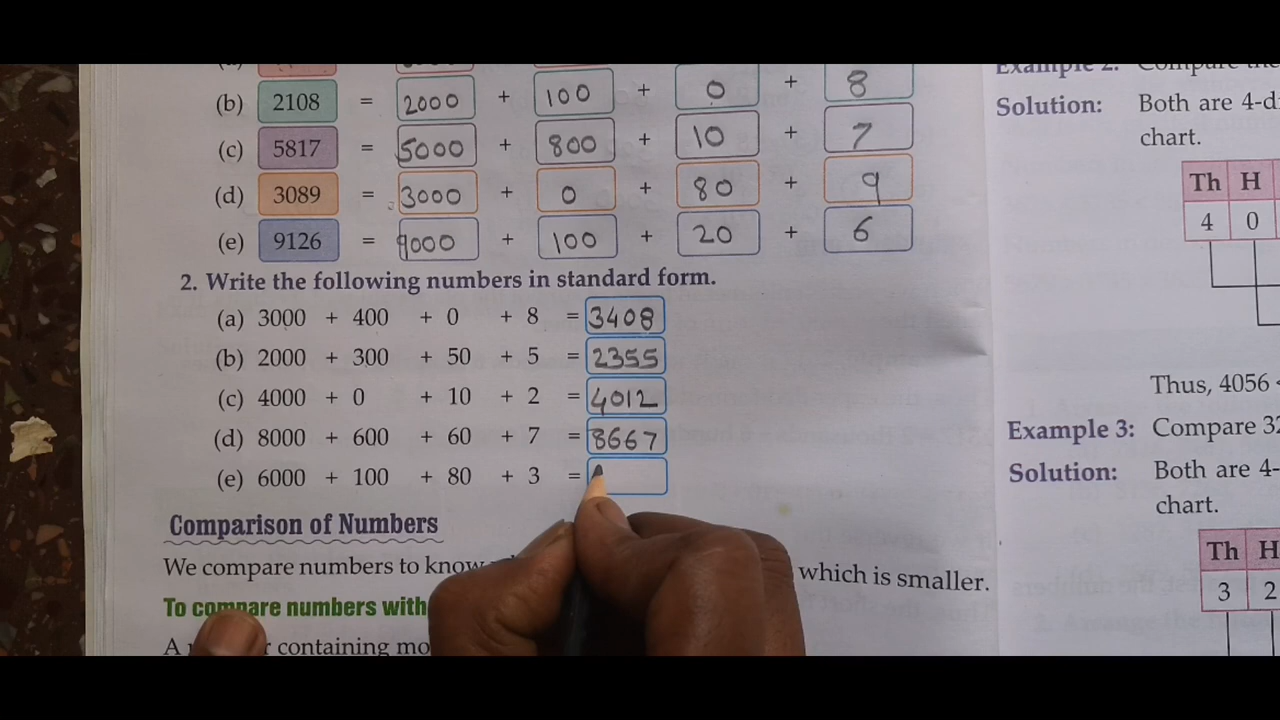 (b) 2108 = 2000 + 100 + 0 + 8
(c) 5817 = 5000 + 800 + 10 + 7
(d) 3089 = 3000 + 0 + 80 + 9
(e) 9126 = 9000 + 100 + 20 + 6
2. Write the following numbers in standard form.
(a) 3000 + 400 + 0 + 8 = 3408
(b) 2000 + 300 + 50 + 5 = 2355
(c) 4000 + 0 + 10 + 2 = 4012
(d) 8000 + 600 + 60 + 7 = 8667
(e) 6000 + 100 + 80 + 3 =
Comparison of Numbers
We compare numbers to know which is smaller.
To compare numbers with
A containing mo
Example 2: Compare the
Solution: Both are 4-d
chart.
Th H
4 0
Thus, 4056 <
Example 3: Compare 32
Solution: Both are 4-
chart.
Th H
3 2